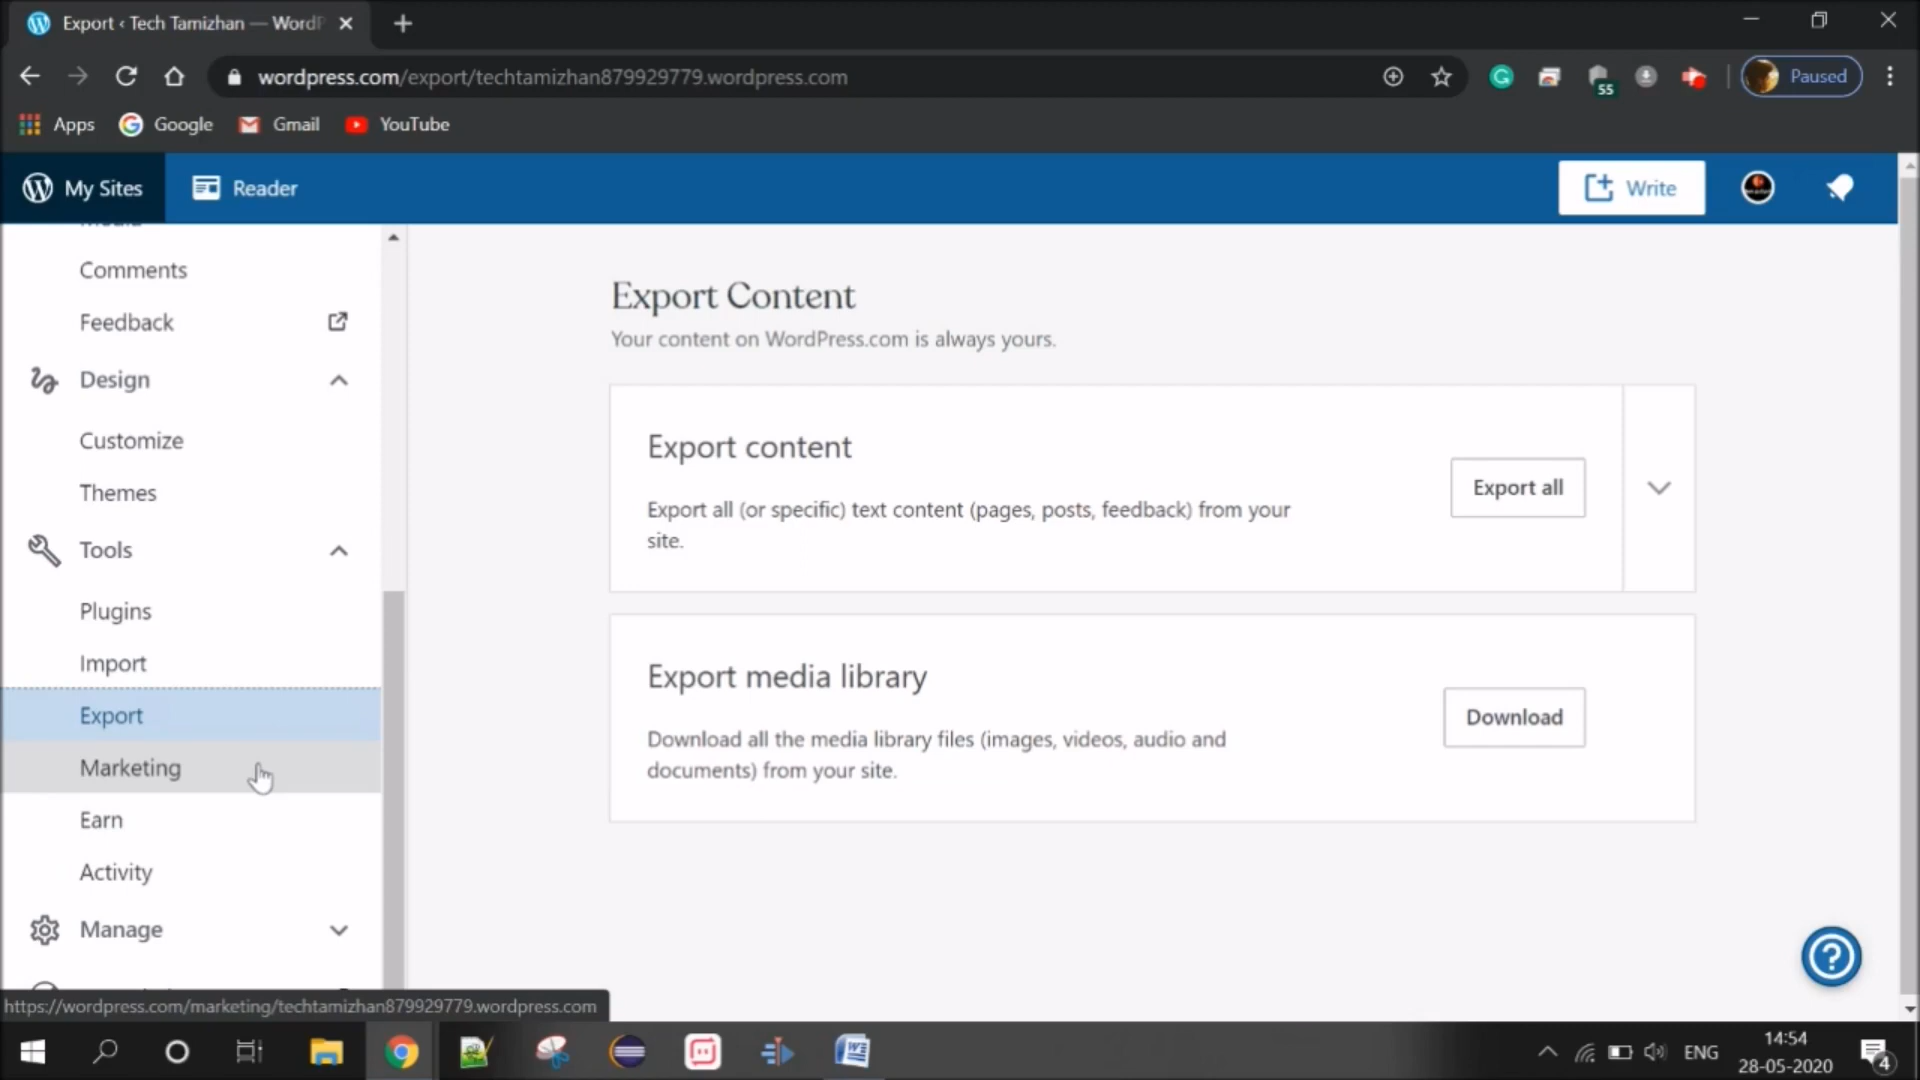 Export ‹ Tech Tamizhan — WordP
wordpress.com/export/techtamizhan879929779.wordpress.com
55
Paused
Apps
Google
Gmail
YouTube
My Sites
Reader
Write
Comments
Feedback
Design
Customize
Themes
Tools
Plugins
Import
Export
Marketing
Earn
Activity
Manage
Export Content
Your content on WordPress.com is always yours.
Export content
Export all (or specific) text content (pages, posts, feedback) from your
site.
Export all
Export media library
Download all the media library files (images, videos, audio and
documents) from your site.
Download
https://wordpress.com/marketing/techtamizhan879929779.wordpress.com
ENG
14:54
28-05-2020
4